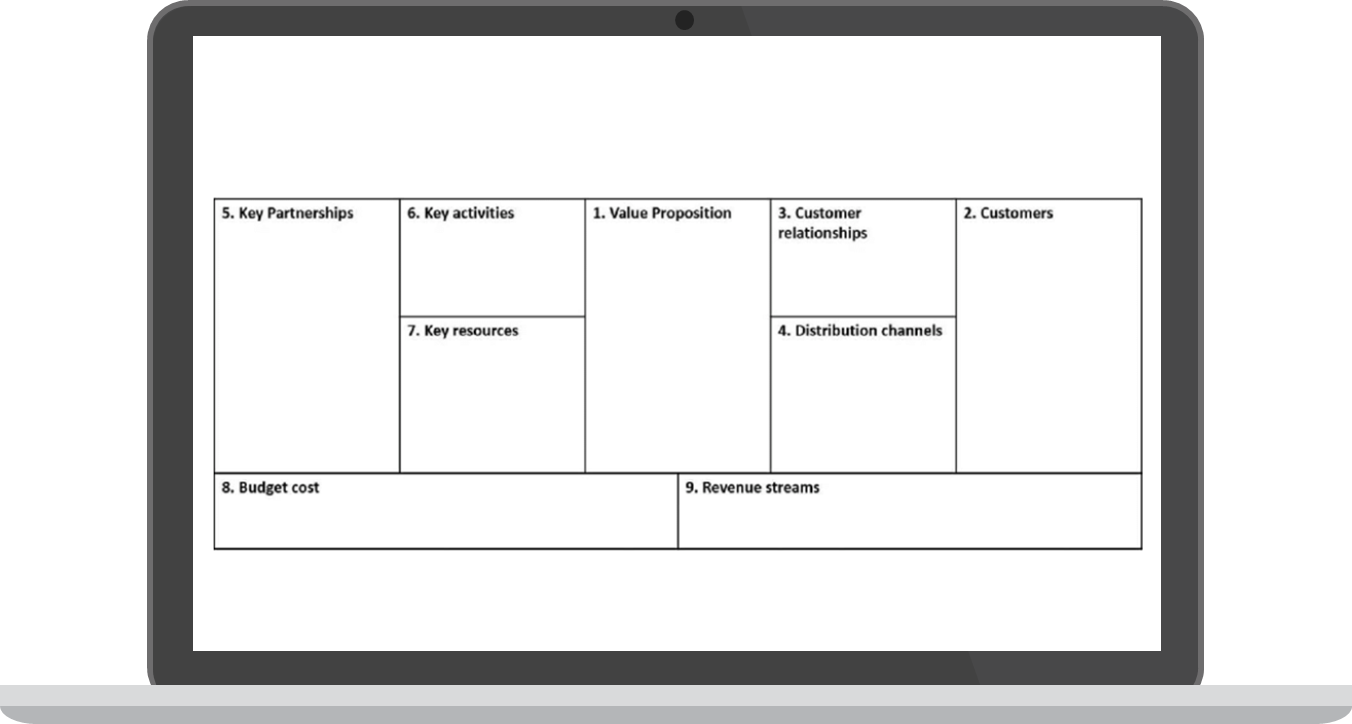 5. Key Partnerships
6. Key activities
1. Value Proposition
3. Customer
relationships
2. Customers
7. Key resources
4. Distribution channels
8. Budget cost
9. Revenue streams